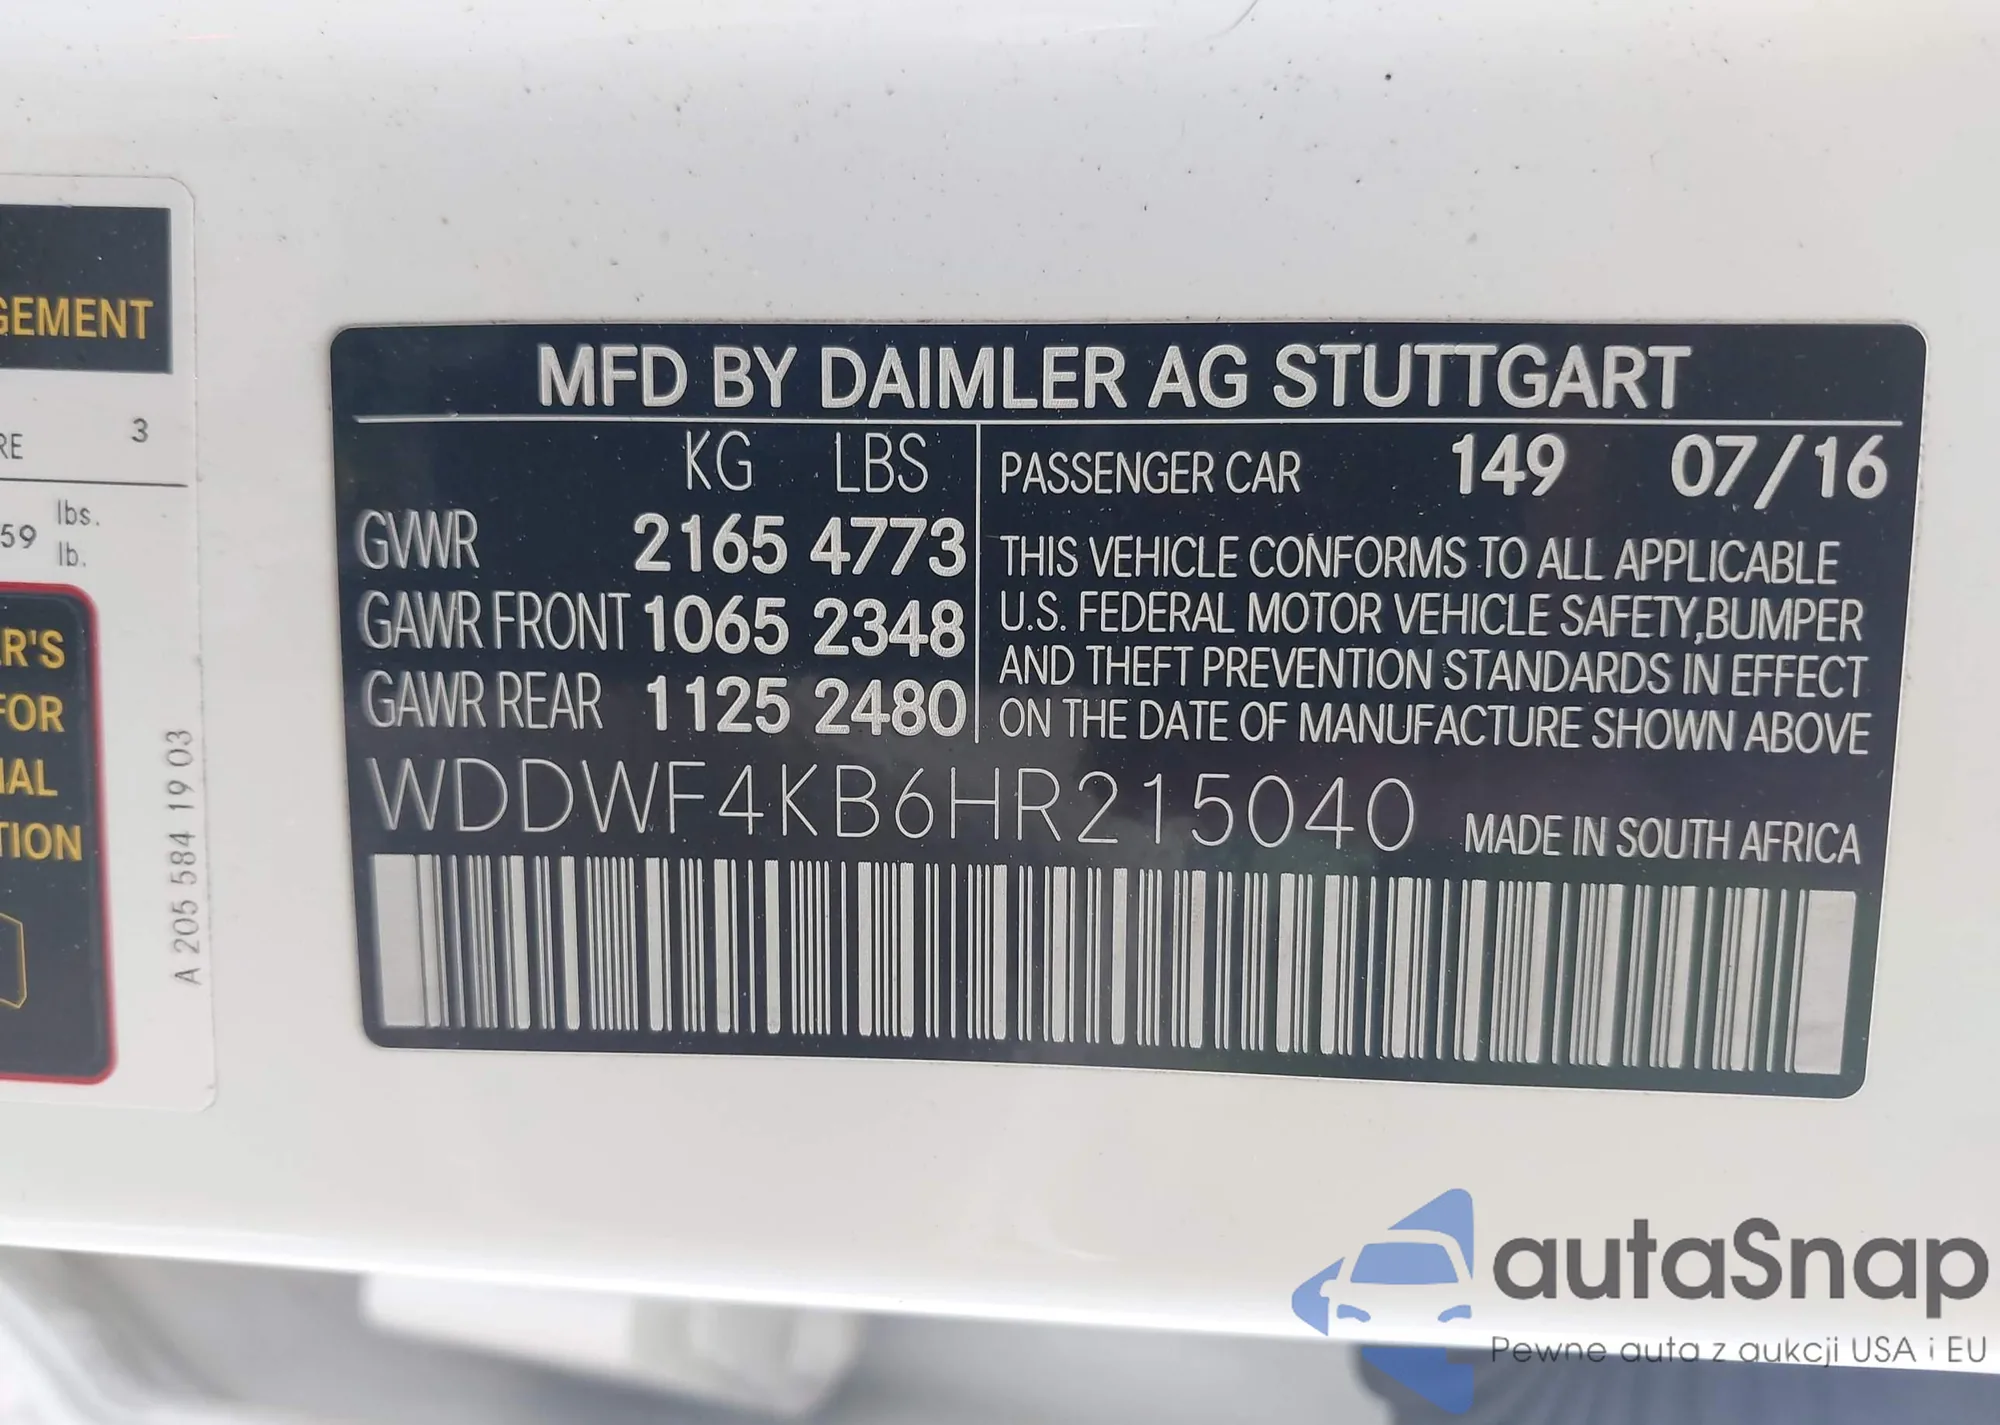 GEMENT
RE 3
59 lbs.
lb.
R'S
FOR
IAL
TION
A 205 584 19 03
MFD BY DAIMLER AG STUTTGART
KG LBS
GVWR 2165 4773
GAWR FRONT 1065 2348
GAWR REAR 1125 2480
PASSENGER CAR 149 07/16
THIS VEHICLE CONFORMS TO ALL APPLICABLE
U.S. FEDERAL MOTOR VEHICLE SAFETY,BUMPER
AND THEFT PREVENTION STANDARDS IN EFFECT
ON THE DATE OF MANUFACTURE SHOWN ABOVE
WDDWF4KB6HR215040 MADE IN SOUTH AFRICA
autaSnap
Pewne auta z aukcji USA i EU